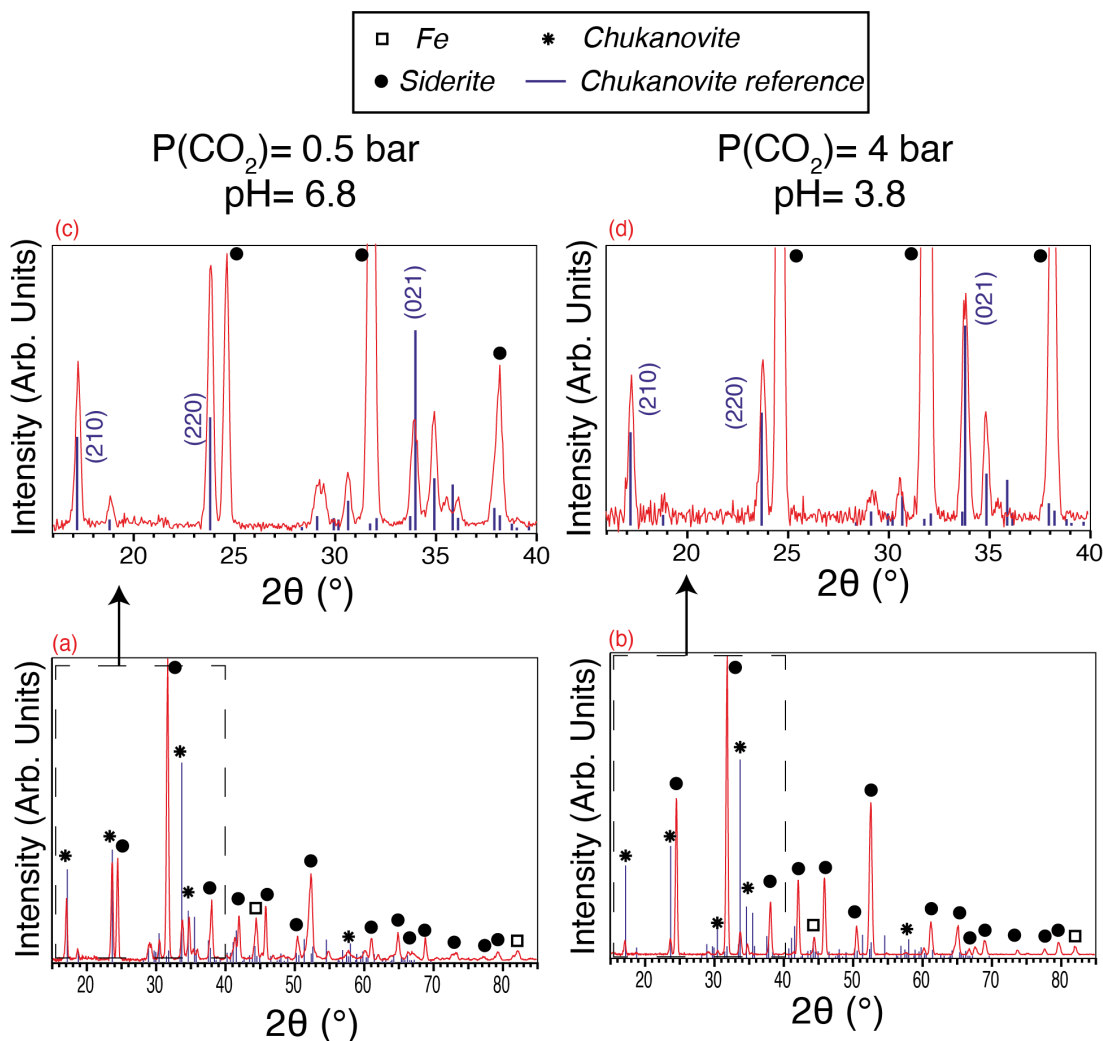 Fe
Chukanovite
Siderite
Chukanovite reference
P(CO2)= 0.5 bar
pH= 6.8
P(CO2)= 4 bar
pH= 3.8
(c)
Intensity (Arb. Units)
(210)
(220)
(021)
20 25 30 35 40
2θ (°)
(d)
Intensity (Arb. Units)
(210)
(220)
(021)
20 25 30 35 40
2θ (°)
(a)
Intensity (Arb. Units)
20 30 40 50 60 70 80
2θ (°)
(b)
Intensity (Arb. Units)
20 30 40 50 60 70 80
2θ (°)